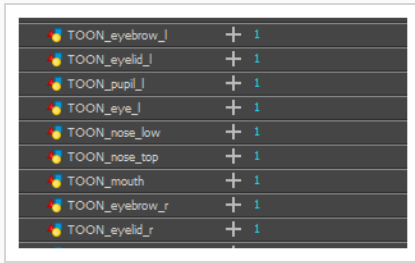 TOON_eyebrow_l 1
TOON_eyelid_l 1
TOON_pupil_l 1
TOON_eye_l 1
TOON_nose_low 1
TOON_nose_top 1
TOON_mouth 1
TOON_eyebrow_r 1
TOON_eyelid_r 1